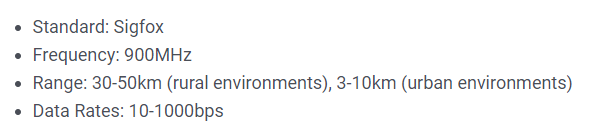 Standard: Sigfox
Frequency: 900MHz
Range: 30-50km (rural environments), 3-10km (urban environments)
Data Rates: 10-1000bps